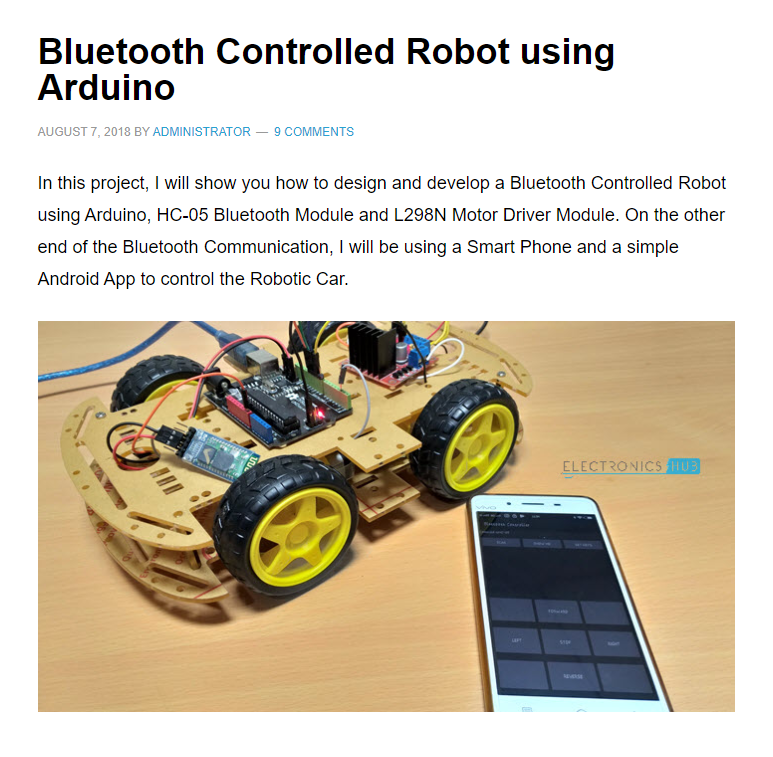 Bluetooth Controlled Robot using
Arduino
AUGUST 7, 2018 BY ADMINISTRATOR — 9 COMMENTS
In this project, I will show you how to design and develop a Bluetooth Controlled Robot
using Arduino, HC-05 Bluetooth Module and L298N Motor Driver Module. On the other
end of the Bluetooth Communication, I will be using a Smart Phone and a simple
Android App to control the Robotic Car.
ELECTRONICS HUB
vivo
FORWARD
LEFT STOP RIGHT